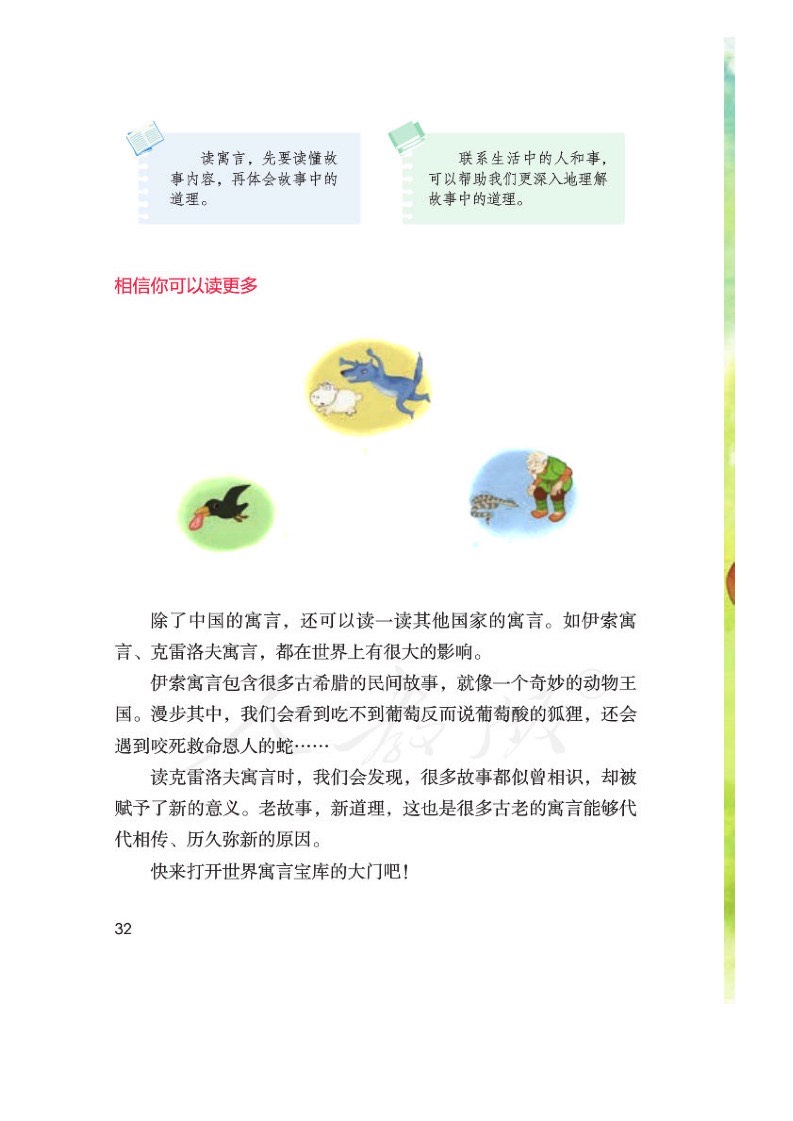 读寓言，先要读懂故
事内容，再体会故事中的
道理。
联系生活中的人和事，
可以帮助我们更深入地理解
故事中的道理。
相信你可以读更多
除了中国的寓言，还可以读一读其他国家的寓言。如伊索寓
言、克雷洛夫寓言，都在世界上有很大的影响。
伊索寓言包含很多古希腊的民间故事，就像一个奇妙的动物王
国。漫步其中，我们会看到吃不到葡萄反而说葡萄酸的狐狸，还会
遇到咬死救命恩人的蛇……
读克雷洛夫寓言时，我们会发现，很多故事都似曾相识，却被
赋予了新的意义。老故事，新道理，这也是很多古老的寓言能够代
代相传、历久弥新的原因。
快来打开世界寓言宝库的大门吧！
32
人教版